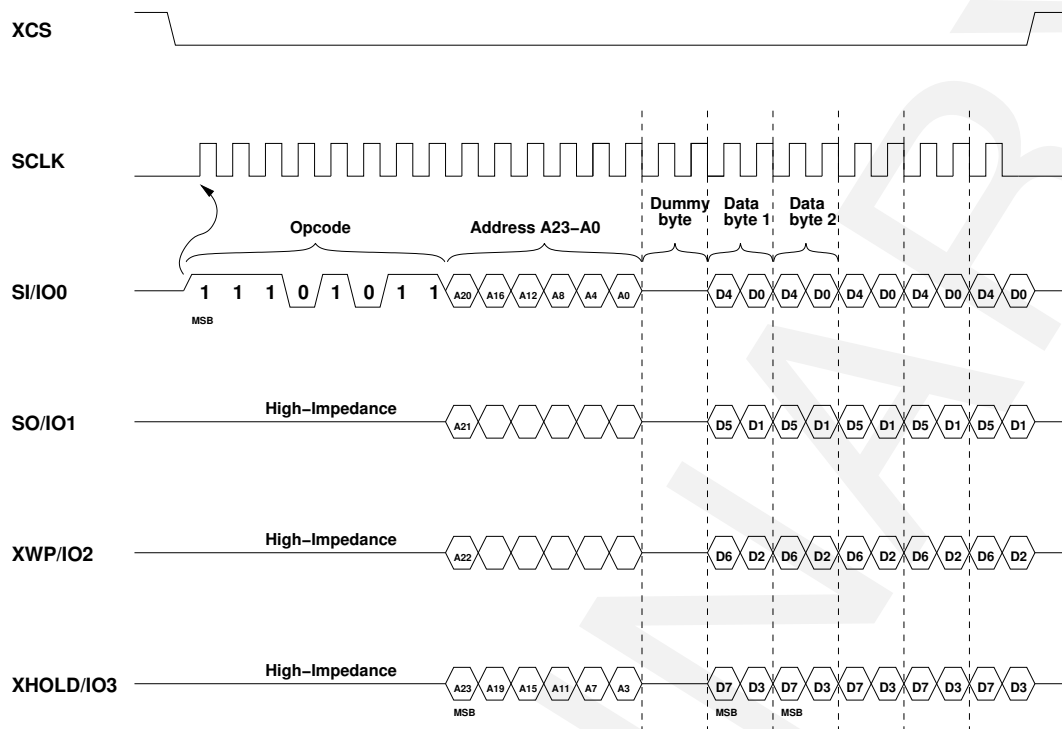 XCS
SCLK
Dummy byte
Data byte 1
Data byte 2
Opcode
Address A23−A0
SI/IO0
1 1 1 0 1 0 1 1 A20 A16 A12 A8 A4 A0 D4 D0 D4 D0 D4 D0 D4 D0 D4 D0
MSB
SO/IO1
High−Impedance
A21 D5 D1 D5 D1 D5 D1 D5 D1 D5 D1
XWP/IO2
High−Impedance
A22 D6 D2 D6 D2 D6 D2 D6 D2 D6 D2
XHOLD/IO3
High−Impedance
A23 A19 A15 A11 A7 A3 D7 D3 D7 D3 D7 D3 D7 D3 D7 D3
MSB MSB MSB